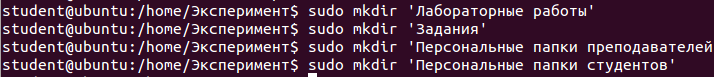 student@ubuntu:/home/Эксперимент$ sudo mkdir 'Лабораторные работы'
student@ubuntu:/home/Эксперимент$ sudo mkdir 'Задания'
student@ubuntu:/home/Эксперимент$ sudo mkdir 'Персональные папки преподавателей
student@ubuntu:/home/Эксперимент$ sudo mkdir 'Персональные папки студентов'